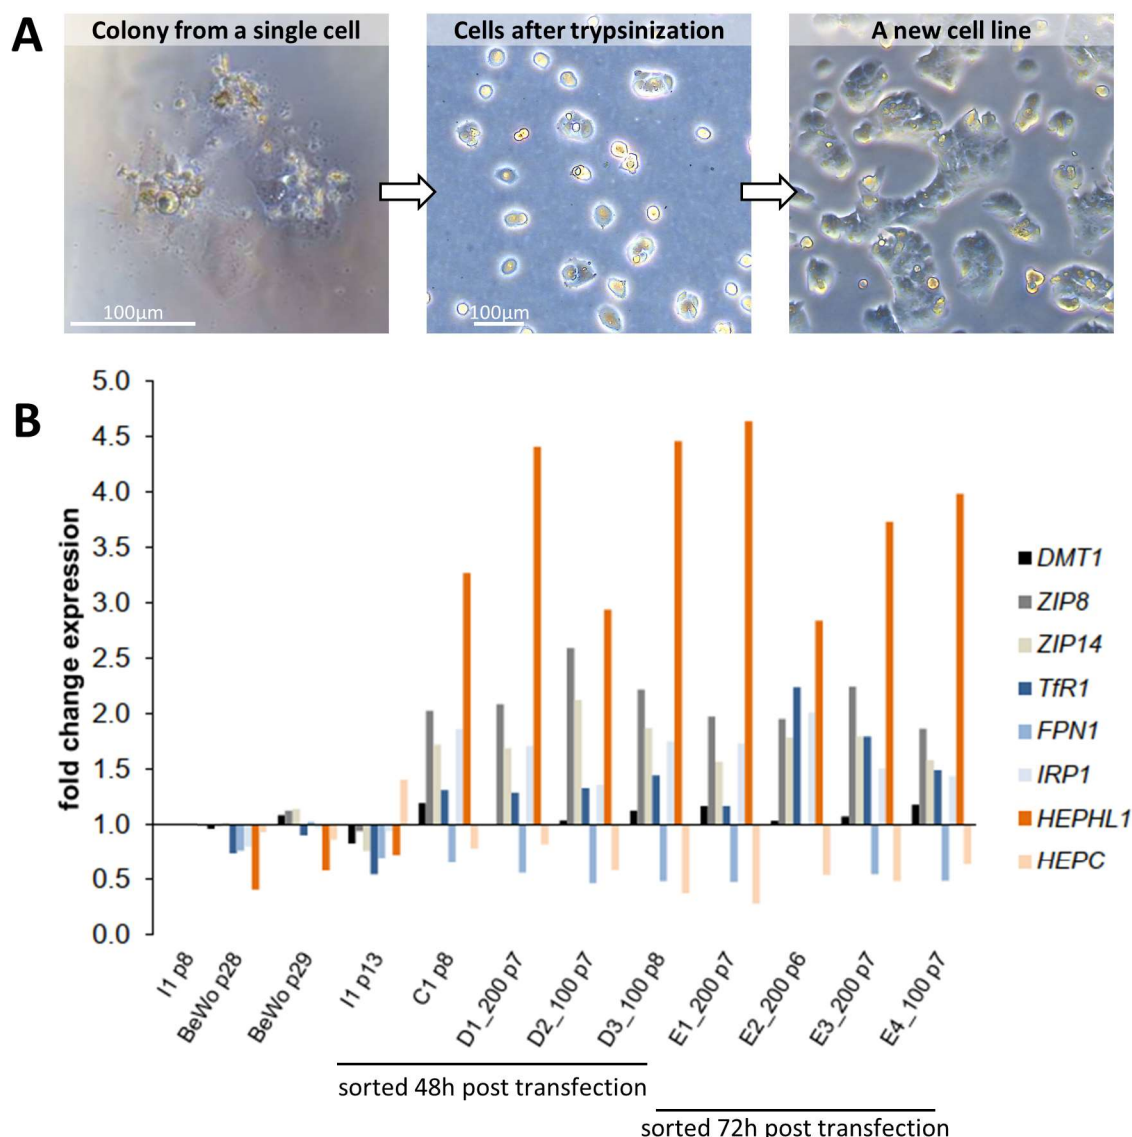 A
Colony from a single cell
Cells after trypsinization
A new cell line
100µm
100µm
B
fold change expression
5.0
4.5
4.0
3.5
3.0
2.5
2.0
1.5
1.0
0.5
0.0
DMT1
ZIP8
ZIP14
TfR1
FPN1
IRP1
HEPHL1
HEPC
I1 p8
BeWo p28
BeWo p29
I1 p13
C1 p8
D1_200 p7
D2_100 p7
D3_100 p8
E1_200 p7
E2_200 p6
E3_200 p7
E4_100 p7
sorted 48h post transfection
sorted 72h post transfection